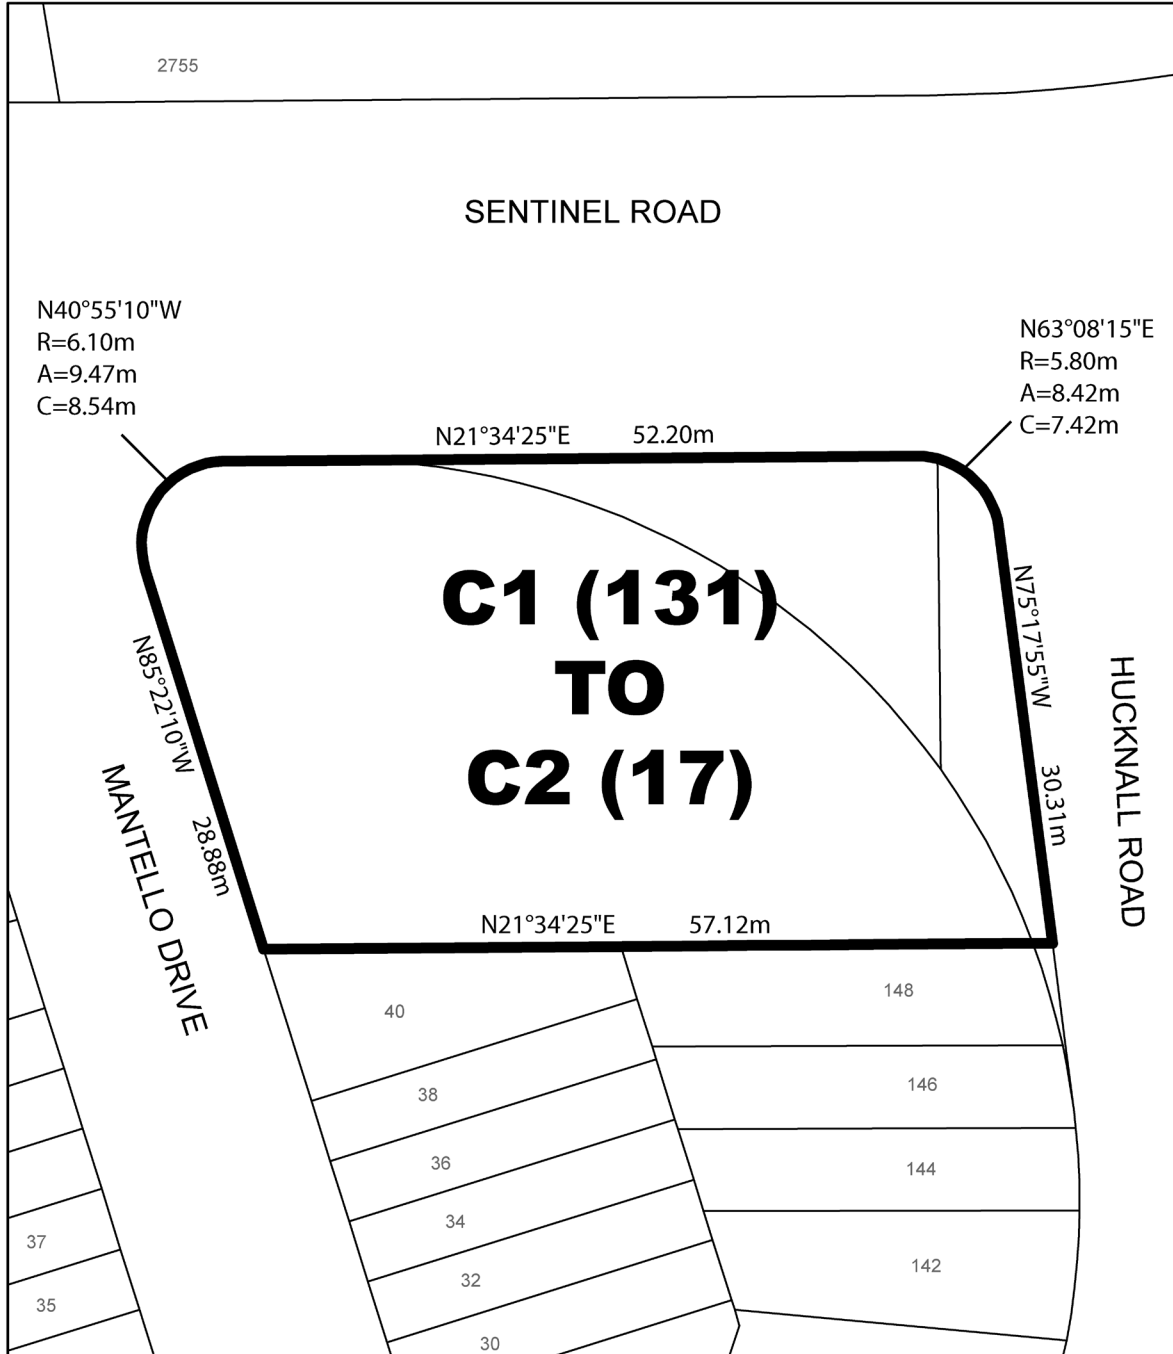 2755
SENTINEL ROAD
N40°55'10"W
R=6.10m
A=9.47m
C=8.54m
N63°08'15"E
R=5.80m
A=8.42m
C=7.42m
N21°34'25"E 52.20m
C1 (131)
TO
C2 (17)
N85°22'10"W 28.88m
N75°17'55"W 30.31m
MANTELLO DRIVE
HUCKNALL ROAD
N21°34'25"E 57.12m
40
148
38
146
36
144
34
37
142
32
35
30